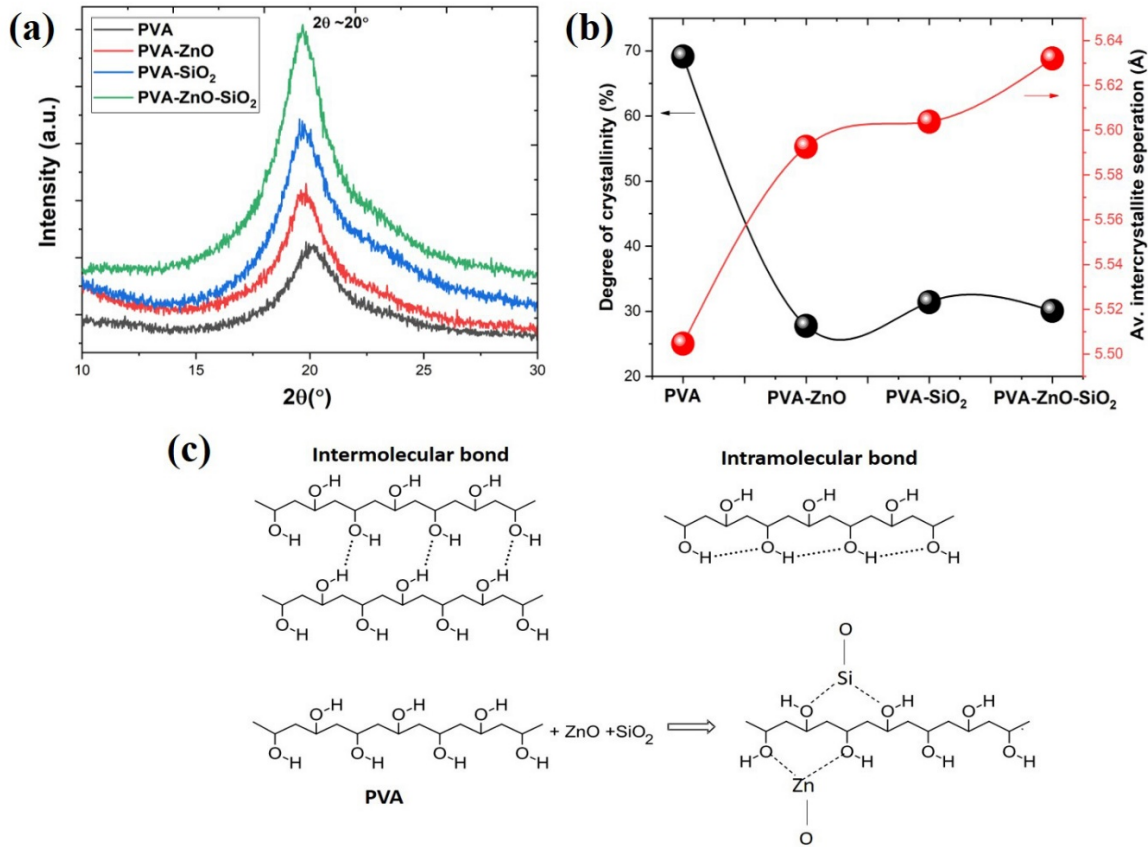 (a)
2θ ~20°
PVA
PVA-ZnO
PVA-SiO₂
PVA-ZnO-SiO₂
Intensity (a.u.)
10 15 20 25 30
2θ(°)
(b)
Degree of crystallinity (%)
70
60
50
40
30
20
5.64
5.62
5.60
5.58
5.56
5.54
5.52
5.50
Av. intercrystallite seperation (Å)
PVA PVA-ZnO PVA-SiO₂ PVA-ZnO-SiO₂
(c)
Intermolecular bond
O-H O-H O-H
O-H O-H O-H O-H
O-H O-H O-H
O-H O-H O-H O-H
Intramolecular bond
O-H O-H O-H
O-H O-H O-H O-H
O-H O-H O-H
O-H O-H O-H O-H
+ ZnO +SiO₂
PVA
O
Si
H O O H O-H
H O O H O-H O-H
Zn
O